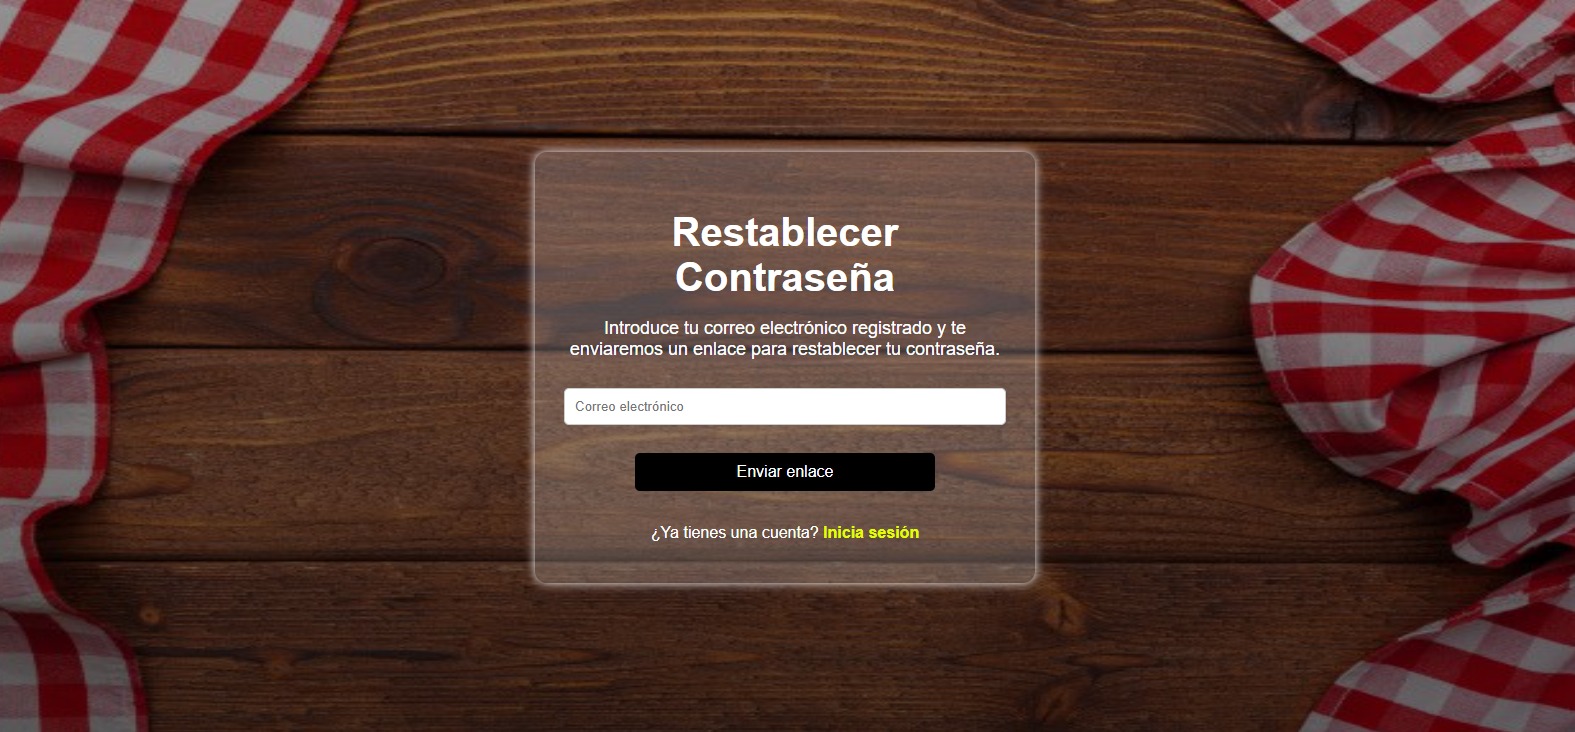 Restablecer
Contraseña
Introduce tu correo electrónico registrado y te
enviaremos un enlace para restablecer tu contraseña.
Correo electrónico
Enviar enlace
¿Ya tienes una cuenta? Inicia sesión